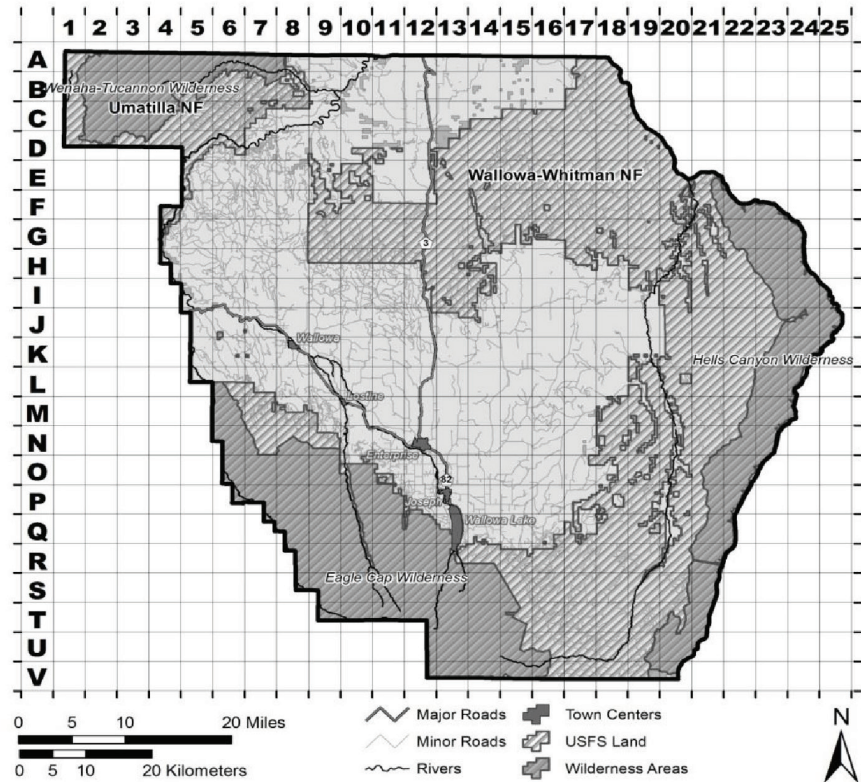 1 2 3 4 5 6 7 8 9 10 11 12 13 14 15 16 17 18 19 20 21 22 23 24 25
A
B
C
D
E
F
G
H
I
J
K
L
M
N
O
P
Q
R
S
T
U
V
Wenaha-Tucannon Wilderness
Umatilla NF
Wallowa-Whitman NF
3
Wallowa
Hells Canyon Wilderness
Lostine
Enterprise
82
Joseph
Wallowa Lake
Eagle Cap Wilderness
0 5 10 20 Miles
0 5 10 20 Kilometers
Major Roads
Minor Roads
Rivers
Town Centers
USFS Land
Wilderness Areas
N